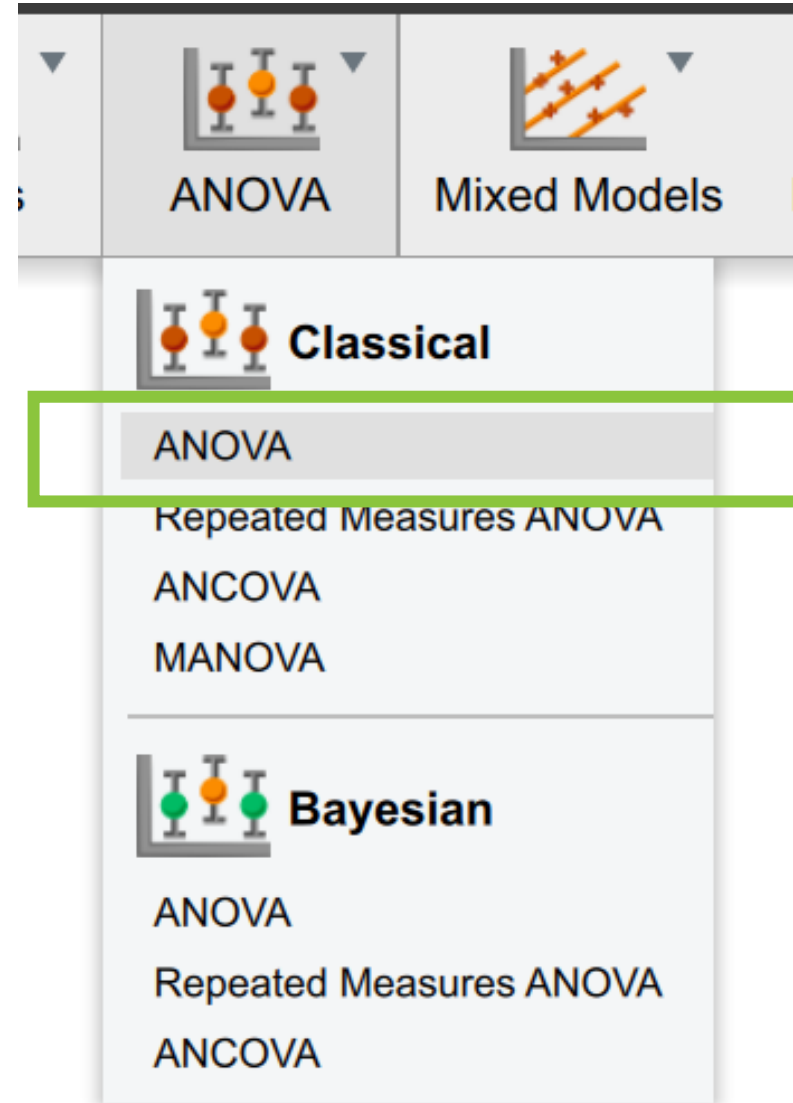 ANOVA
Mixed Models
Classical
ANOVA
Repeated Measures ANOVA
ANCOVA
MANOVA
Bayesian
ANOVA
Repeated Measures ANOVA
ANCOVA